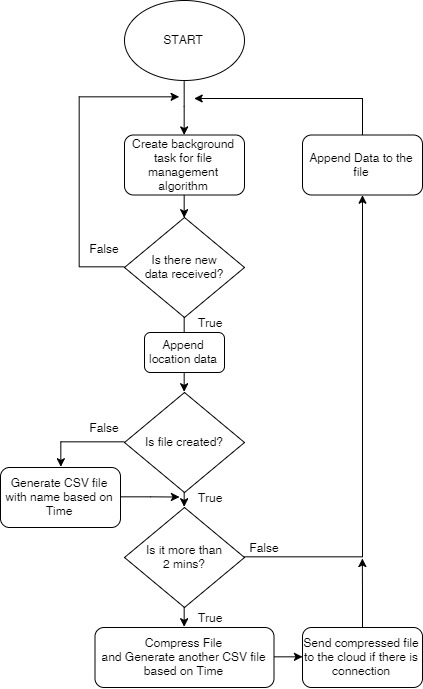 START
Create background
task for file
management
algorithm
Append Data to the
file
False
Is there new
data received?
True
Append
location data
False
Is file created?
Generate CSV file
with name based on
Time
True
Is it more than
2 mins?
False
True
Compress File
and Generate another CSV file
based on Time
Send compressed file
to the cloud if there is
connection